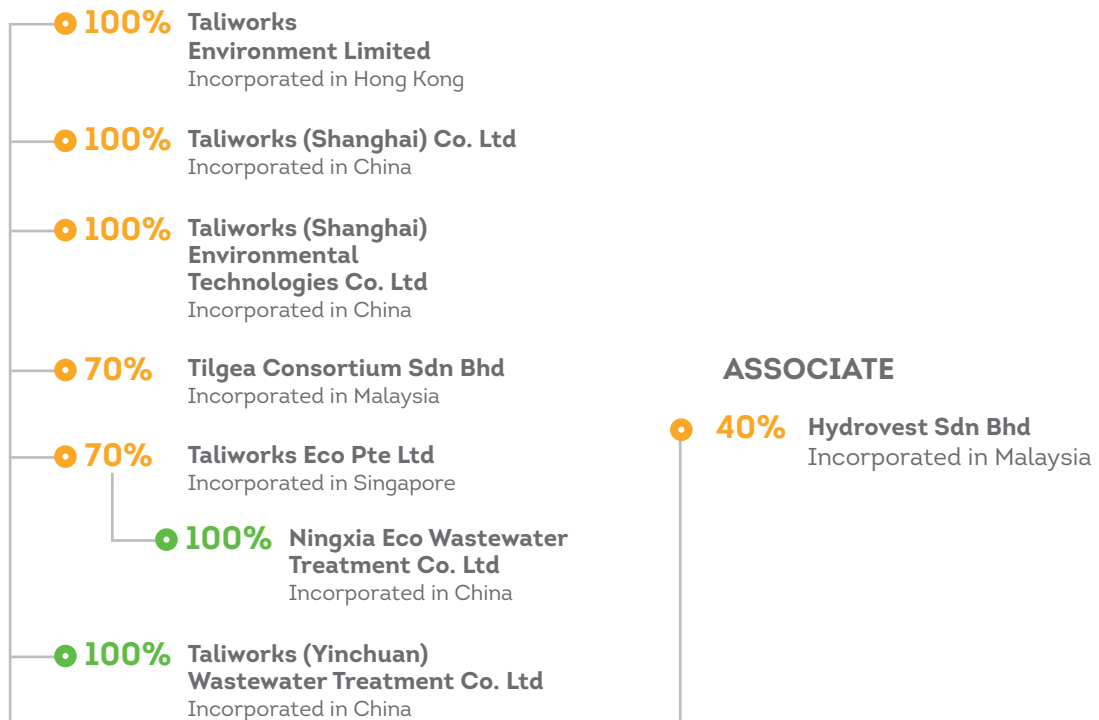 100% Taliworks
Environment Limited
Incorporated in Hong Kong
100% Taliworks (Shanghai) Co. Ltd
Incorporated in China
100% Taliworks (Shanghai)
Environmental
Technologies Co. Ltd
Incorporated in China
70% Tilgea Consortium Sdn Bhd
Incorporated in Malaysia
70% Taliworks Eco Pte Ltd
Incorporated in Singapore
100% Ningxia Eco Wastewater
Treatment Co. Ltd
Incorporated in China
100% Taliworks (Yinchuan)
Wastewater Treatment Co. Ltd
Incorporated in China
ASSOCIATE
40% Hydrovest Sdn Bhd
Incorporated in Malaysia